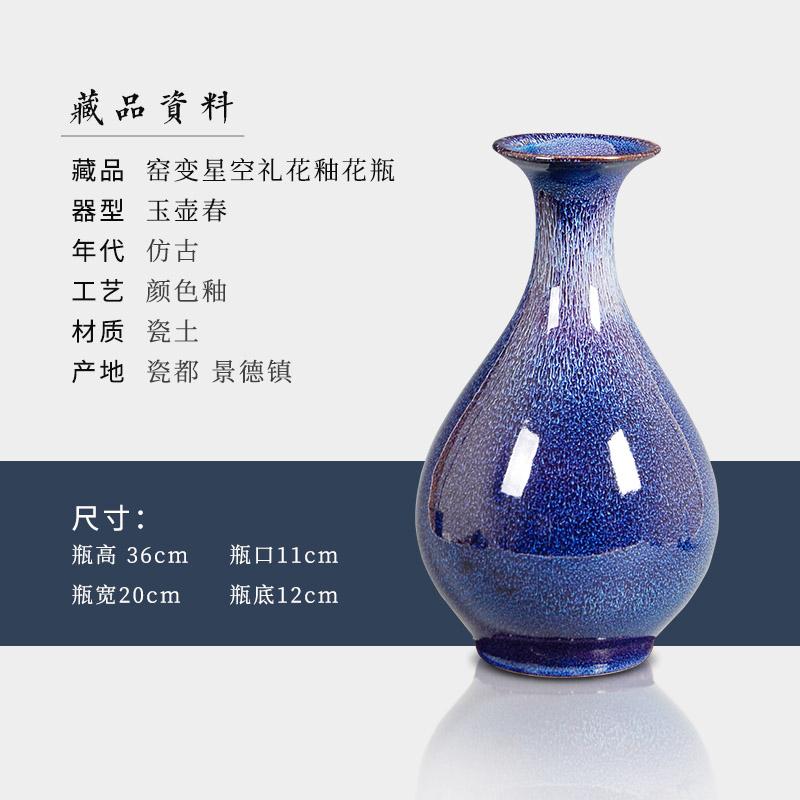 藏品資料
藏品 窑变星空礼花釉花瓶
器型 玉壶春
年代 仿古
工艺 颜色釉
材质 瓷土
产地 瓷都 景德镇
尺寸：
瓶高 36cm 瓶口11cm
瓶宽20cm 瓶底12cm